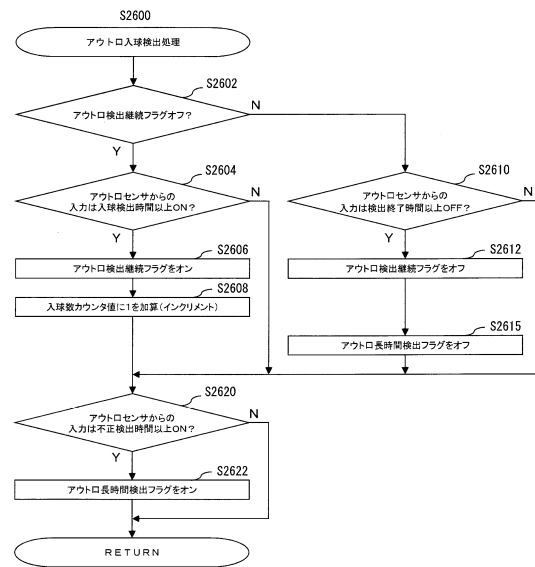 S2600
アウトロ入球検出処理
S2602
アウトロ検出継続フラグオフ?
N
Y
S2604
アウトロセンサからの
入力は入球検出時間以上ON?
N
Y
S2610
アウトロセンサからの
入力は検出終了時間以上OFF?
N
Y
S2606
アウトロ検出継続フラグをオン
S2612
アウトロ検出継続フラグをオフ
S2608
入球数カウンタ値に1を加算(インクリメント)
S2615
アウトロ長時間検出フラグをオフ
S2620
アウトロセンサからの
入力は不正検出時間以上ON?
N
Y
S2622
アウトロ長時間検出フラグをオン
RETURN